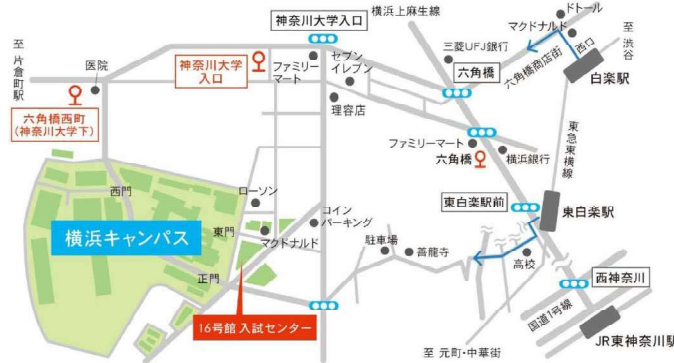 神奈川大学入口
横浜上麻生線
ドトール
マクドナルド
至
渋谷
西口
白楽駅
至
片倉町駅
医院
神奈川大学
入口
ファミリー
マート
セブン
イレブン
三菱UFJ銀行
六角橋
六角橋商店街
六角橋西町
(神奈川大学下)
理容店
東急東横線
ファミリーマート
六角橋
横浜銀行
西門
ローソン
東白楽駅前
東白楽駅
横浜キャンパス
東門
コイン
パーキング
マクドナルド
駐車場
善龍寺
高校
正門
西神奈川
国道1号線
16号館 入試センター
JR東神奈川駅
至 元町・中華街